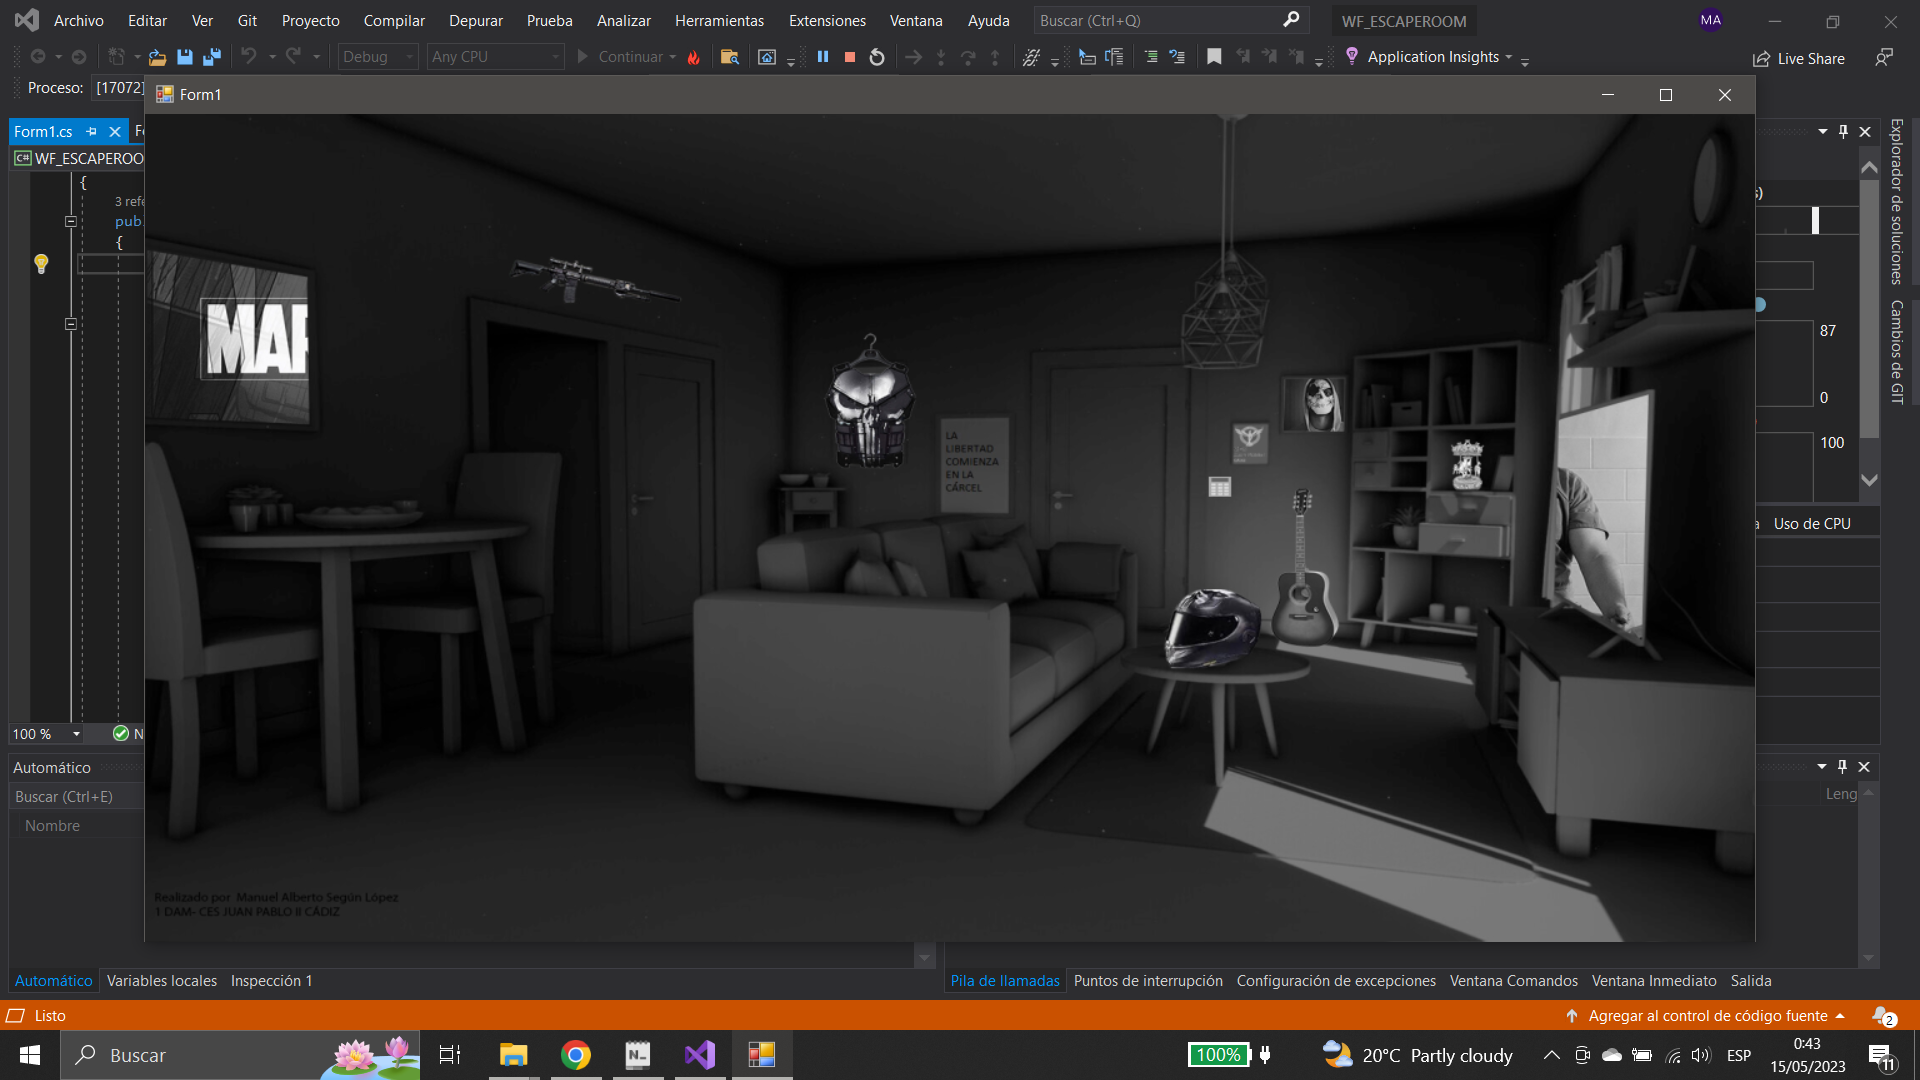 Archivo Editar Ver Git Proyecto Compilar Depurar Prueba Analizar Herramientas Extensiones Ventana Ayuda Buscar (Ctrl+Q) WF_ESCAPEROOM MA
Debug Any CPU Continuar Application Insights Live Share
Proceso: [17072]
Form1
Form1.cs
C# WF_ESCAPEROO
{
3 refe
pub
{
MAR
LA
LIBERTAD
COMIENZA
EN LA
CÁRCEL
Explorador de soluciones
Cambios de GIT
87
0
100
Uso de CPU
100 %
Automático
Buscar (Ctrl+E)
Nombre
Leng
Realizado por Manuel Alberto Según López
1 DAM- CES JUAN PABLO II CÁDIZ
Automático Variables locales Inspección 1
Pila de llamadas Puntos de interrupción Configuración de excepciones Ventana Comandos Ventana Inmediato Salida
Listo
Agregar al control de código fuente 2
Buscar
100% 20°C Partly cloudy ESP
0:43
15/05/2023
11